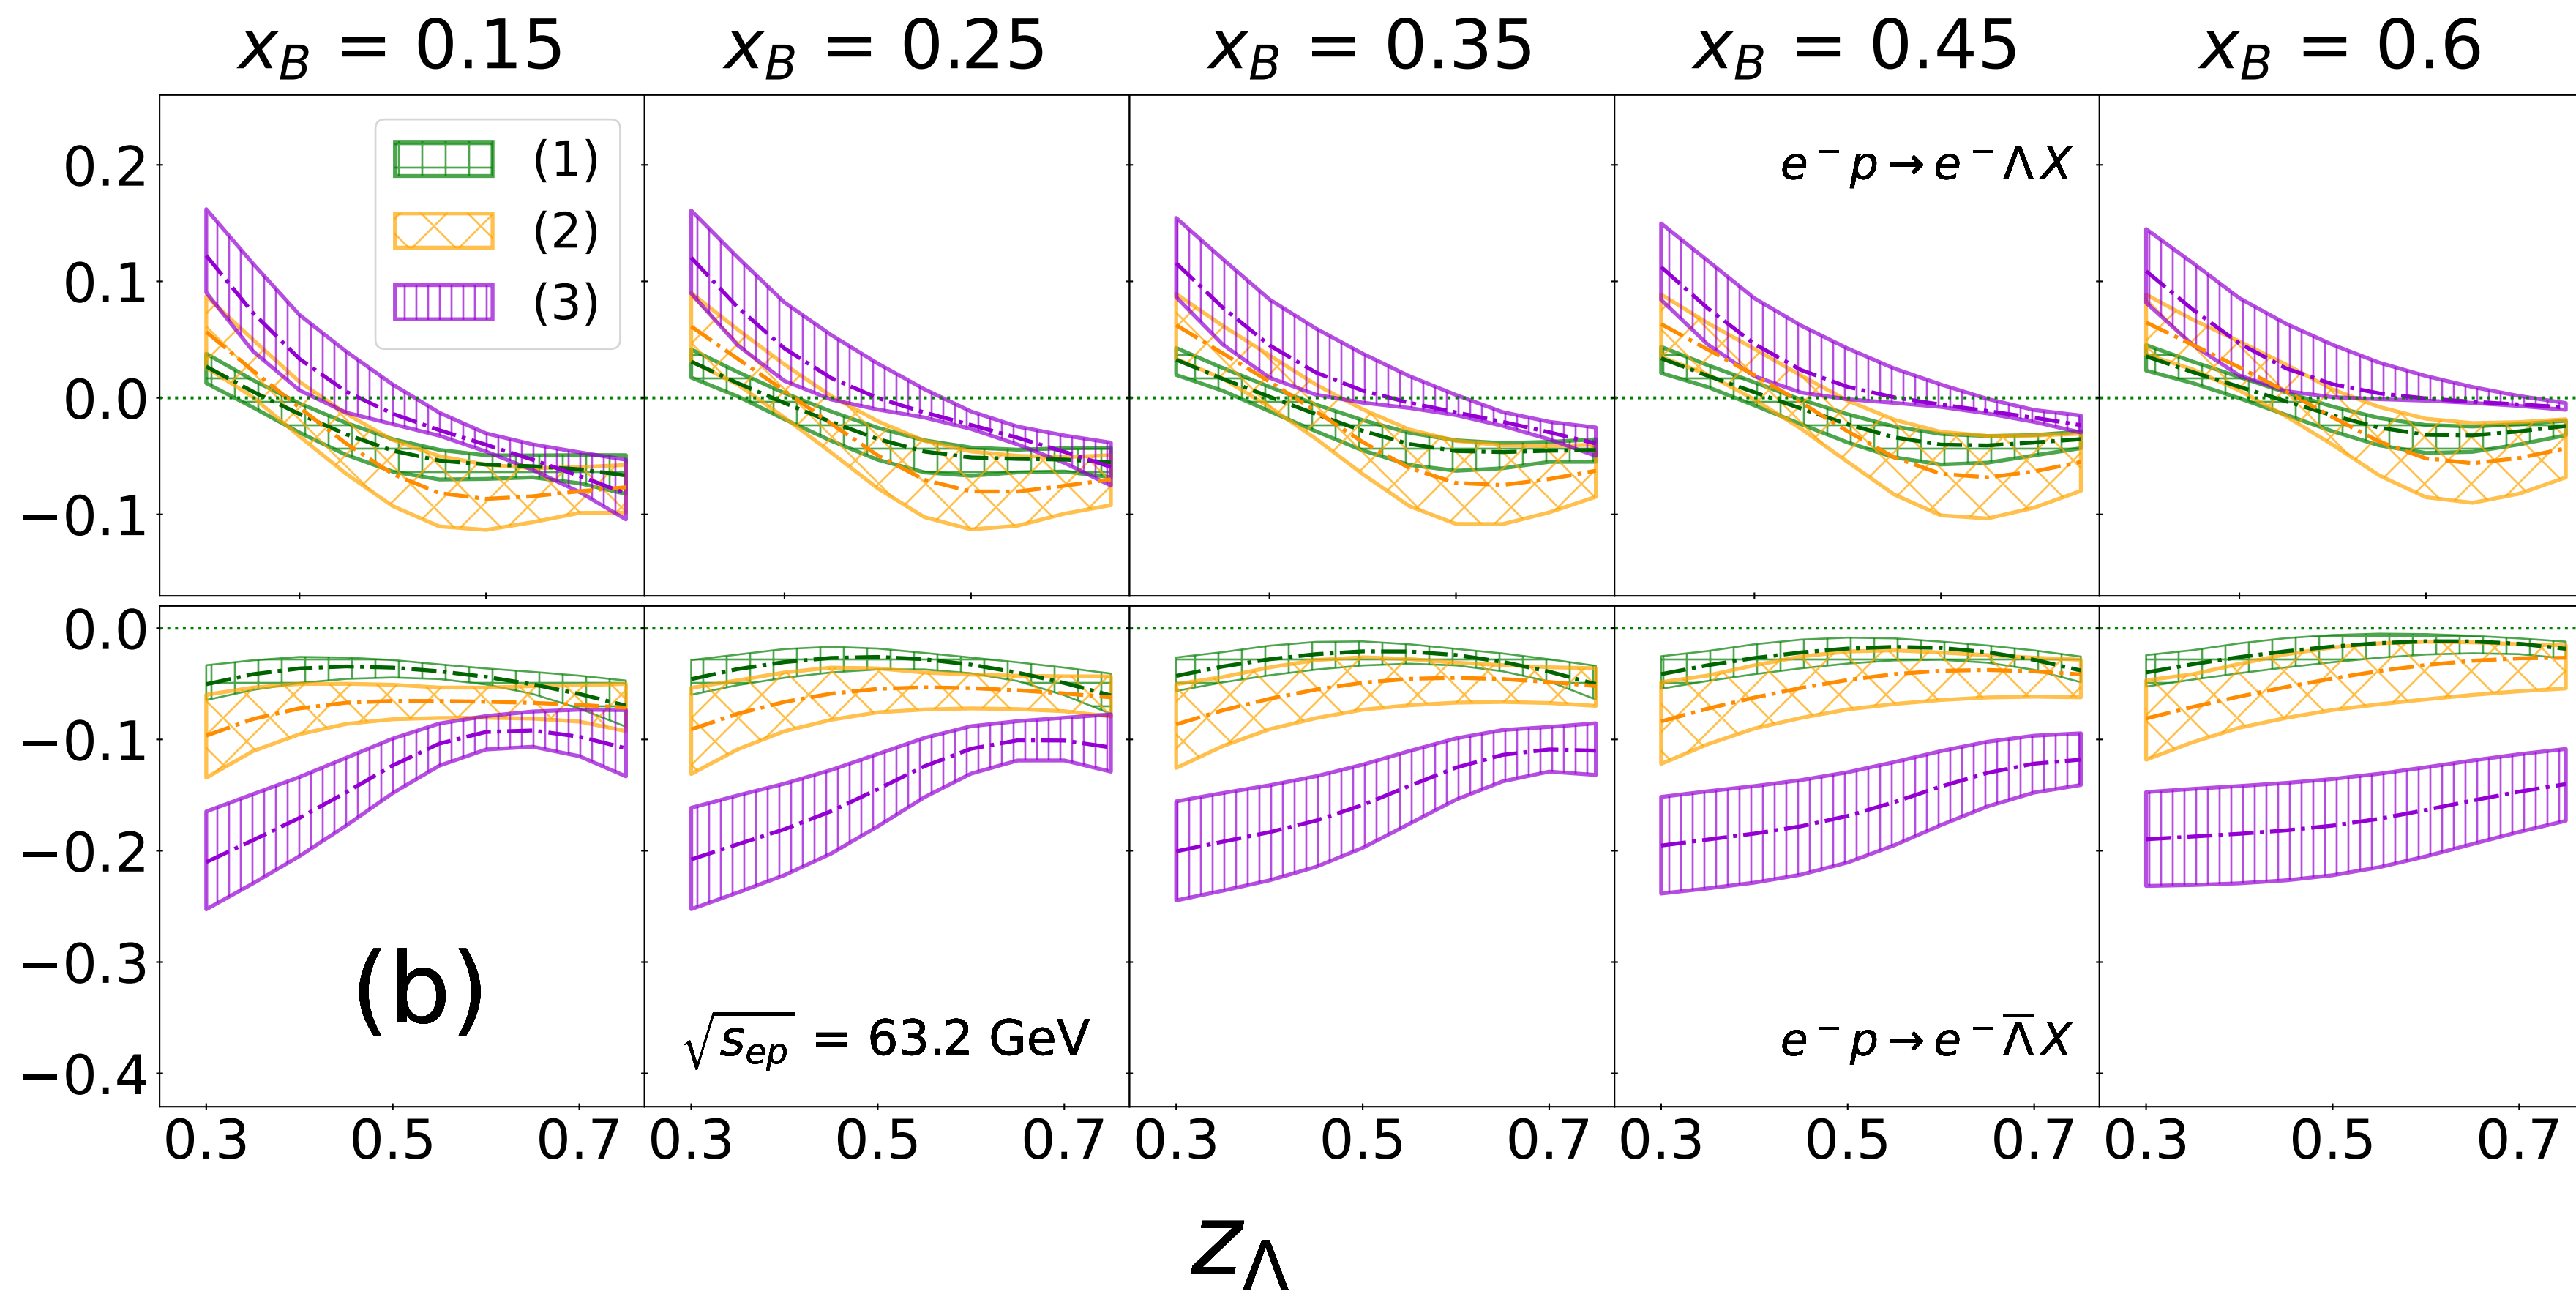 x_B = 0.15 x_B = 0.25 x_B = 0.35 x_B = 0.45 x_B = 0.6
0.2
0.1
0.0
−0.1
(1)
(2)
(3)
e⁻p→e⁻ΛX
0.0
−0.1
−0.2
−0.3
−0.4
(b)
√s_ep = 63.2 GeV
e⁻p→e⁻Λ̅X
0.3 0.5 0.7 0.3 0.5 0.7 0.3 0.5 0.7 0.3 0.5 0.7 0.3 0.5 0.7
z_Λ